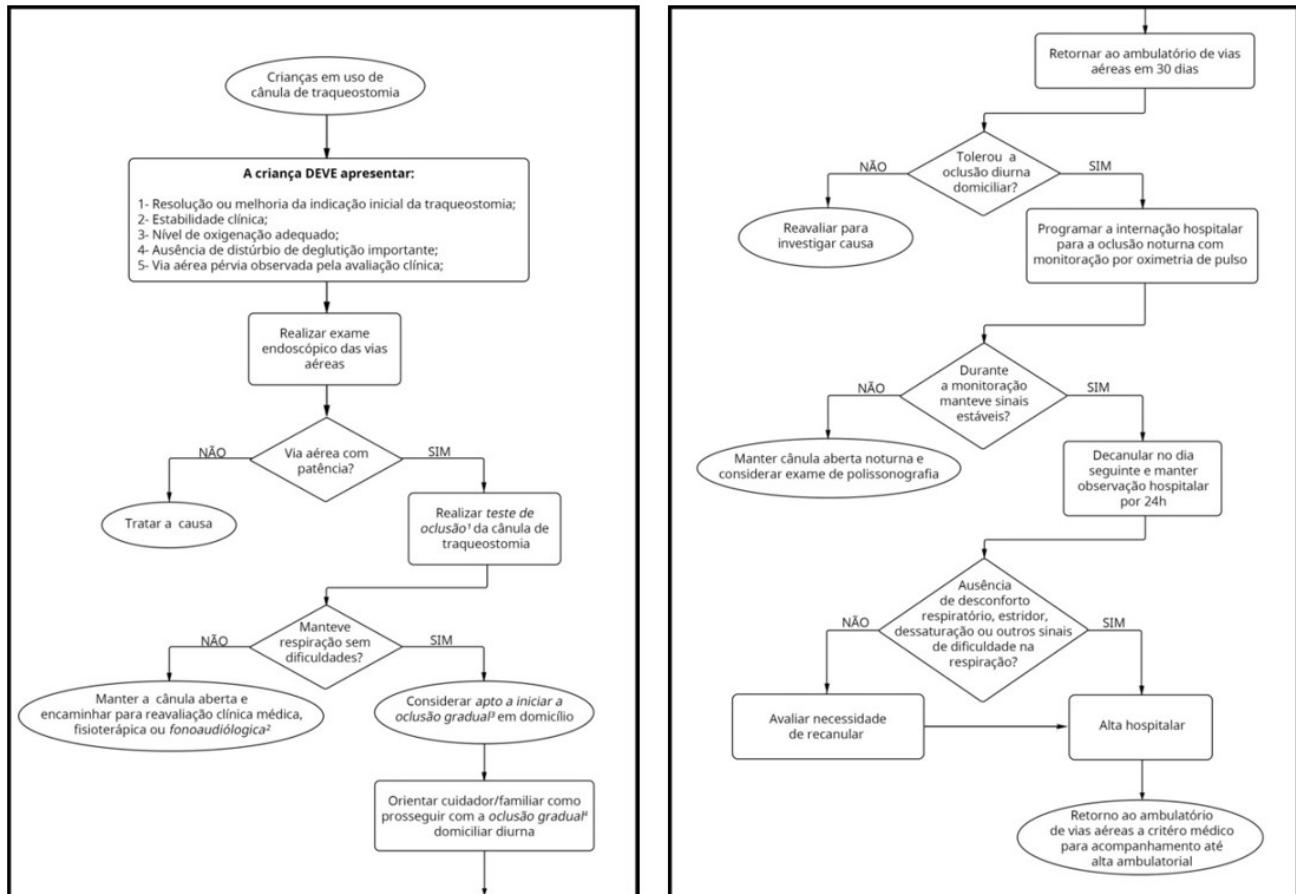 Crianças em uso de
cânula de traqueostomia
A criança DEVE apresentar:
1- Resolução ou melhoria da indicação inicial da traqueostomia;
2- Estabilidade clínica;
3- Nível de oxigenação adequado;
4- Ausência de distúrbio de deglutição importante;
5- Via aérea pérvia observada pela avaliação clínica;
Realizar exame
endoscópico das vias
aéreas
NÃO
Via aérea com
patência?
SIM
Tratar a causa
Realizar teste de
oclusão¹ da cânula de
traqueostomia
NÃO
Manteve
respiração sem
dificuldades?
SIM
Manter a cânula aberta e
encaminhar para reavaliação clínica médica,
fisioterápica ou fonoaudiólogica²
Considerar apto a iniciar a
oclusão gradual³ em domicílio
Orientar cuidador/familiar como
prosseguir com a oclusão gradual⁴
domiciliar diurna
Retornar ao ambulatório de vias
aéreas em 30 dias
NÃO
Tolerou a
oclusão diurna
domiciliar?
SIM
Reavaliar para
investigar causa
Programar a internação hospitalar
para a oclusão noturna com
monitoração por oximetria de pulso
NÃO
Durante
a monitoração
manteve sinais
estáveis?
SIM
Manter cânula aberta noturna e
considerar exame de polissonografia
Decanular no dia
seguinte e manter
observação hospitalar
por 24h
NÃO
Ausência
de desconforto
respiratório, estridor,
dessaturação ou outros sinais
de dificuldade na
respiração?
SIM
Avaliar necessidade
de recanular
Alta hospitalar
Retorno ao ambulatório
de vias aéreas a critéro médico
para acompanhamento até
alta ambulatorial